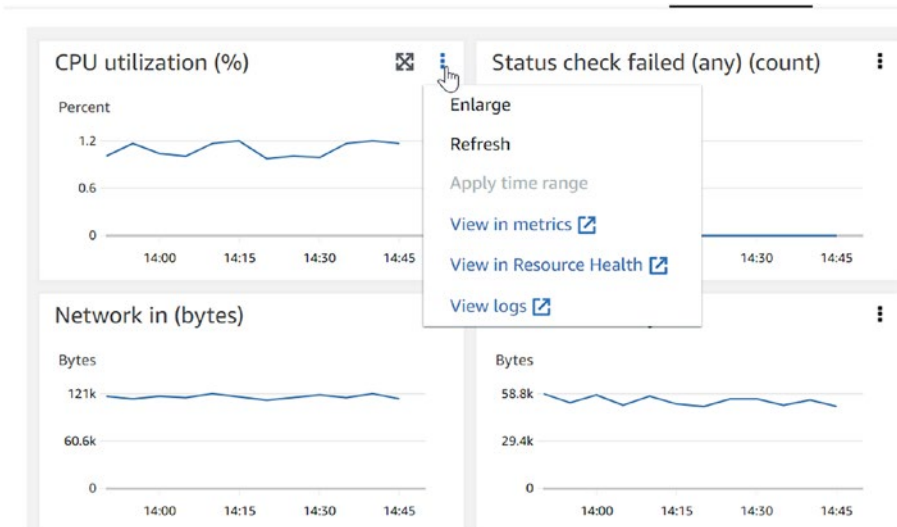 CPU utilization (%)
Percent
1.2
0.6
0
14:00 14:15 14:30 14:45
Enlarge
Refresh
Apply time range
View in metrics
View in Resource Health
View logs
Status check failed (any) (count)
14:30 14:45
Network in (bytes)
Bytes
121k
60.6k
0
14:00 14:15 14:30 14:45
Bytes
58.8k
29.4k
0
14:00 14:15 14:30 14:45